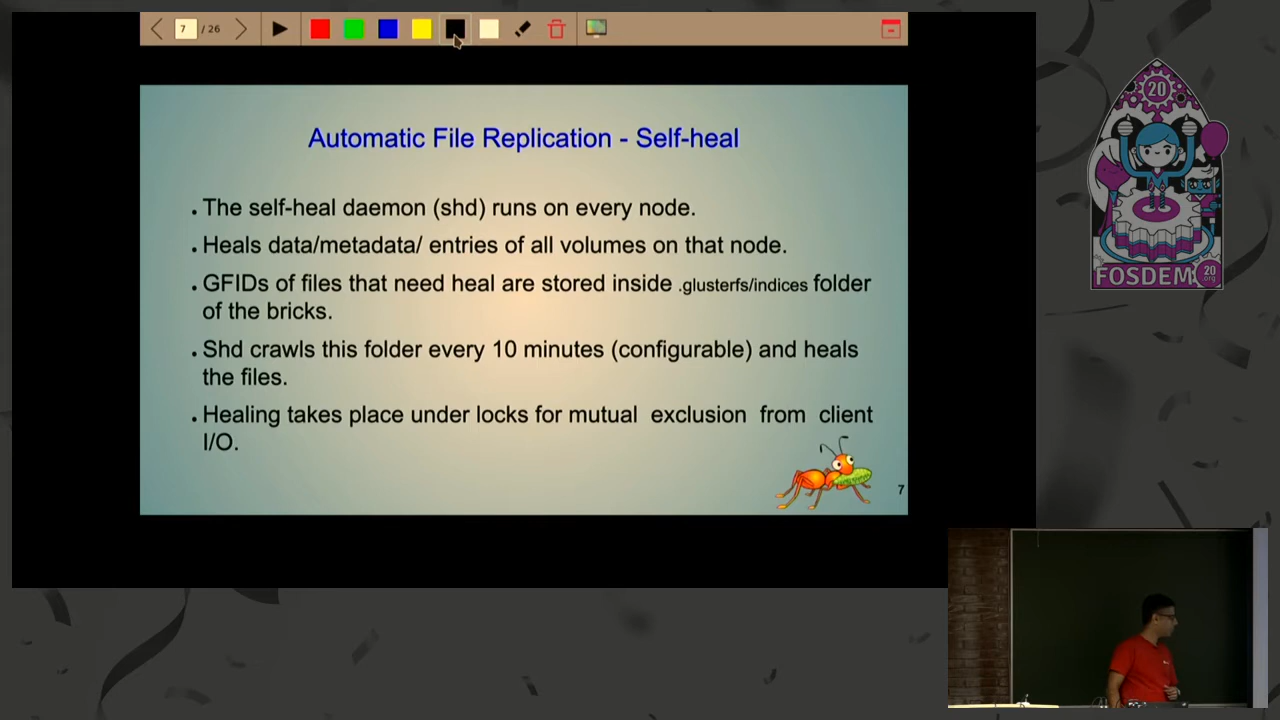 7 / 26
20
Automatic File Replication - Self-heal
The self-heal daemon (shd) runs on every node.
Heals data/metadata/ entries of all volumes on that node.
GFIDs of files that need heal are stored inside .glusterfs/indices folder
of the bricks.
Shd crawls this folder every 10 minutes (configurable) and heals
the files.
Healing takes place under locks for mutual  exclusion  from  client
I/O.
7
FOSDEM 20
.org